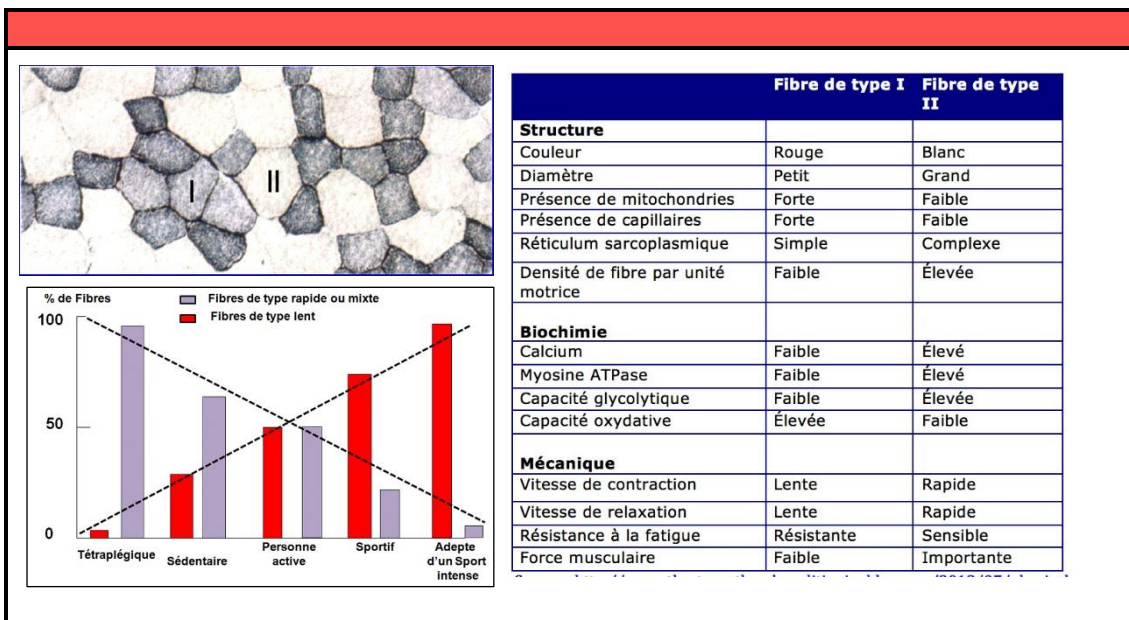 I
II
% de Fibres
Fibres de type rapide ou mixte
Fibres de type lent
100
50
0
Tétraplégique
Sédentaire
Personne
active
Sportif
Adepte
d'un Sport
intense
Fibre de type I Fibre de type
II
Structure
Couleur Rouge Blanc
Diamètre Petit Grand
Présence de mitochondries Forte Faible
Présence de capillaires Forte Faible
Réticulum sarcoplasmique Simple Complexe
Densité de fibre par unité Faible Élevée
motrice
Biochimie
Calcium Faible Élevé
Myosine ATPase Faible Élevé
Capacité glycolytique Faible Élevée
Capacité oxydative Élevée Faible
Mécanique
Vitesse de contraction Lente Rapide
Vitesse de relaxation Lente Rapide
Résistance à la fatigue Résistante Sensible
Force musculaire Faible Importante